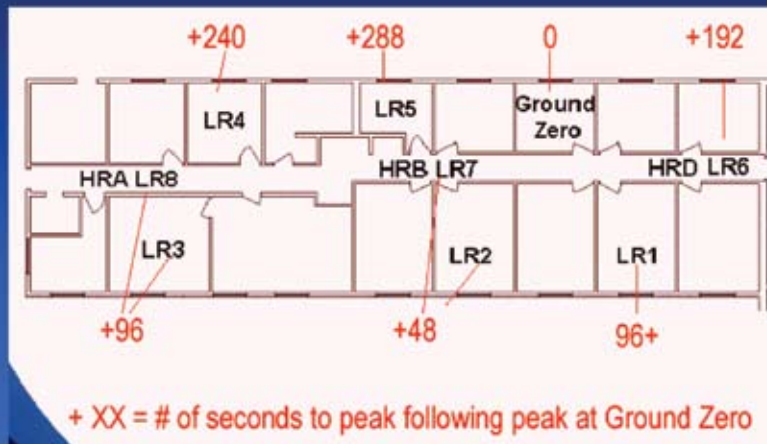 +240 +288 0 +192
LR4 LR5 Ground Zero
HRA LR8 HRB LR7 HRD LR6
LR3 LR2 LR1
+96 +48 96+
+ XX = # of seconds to peak following peak at Ground Zero